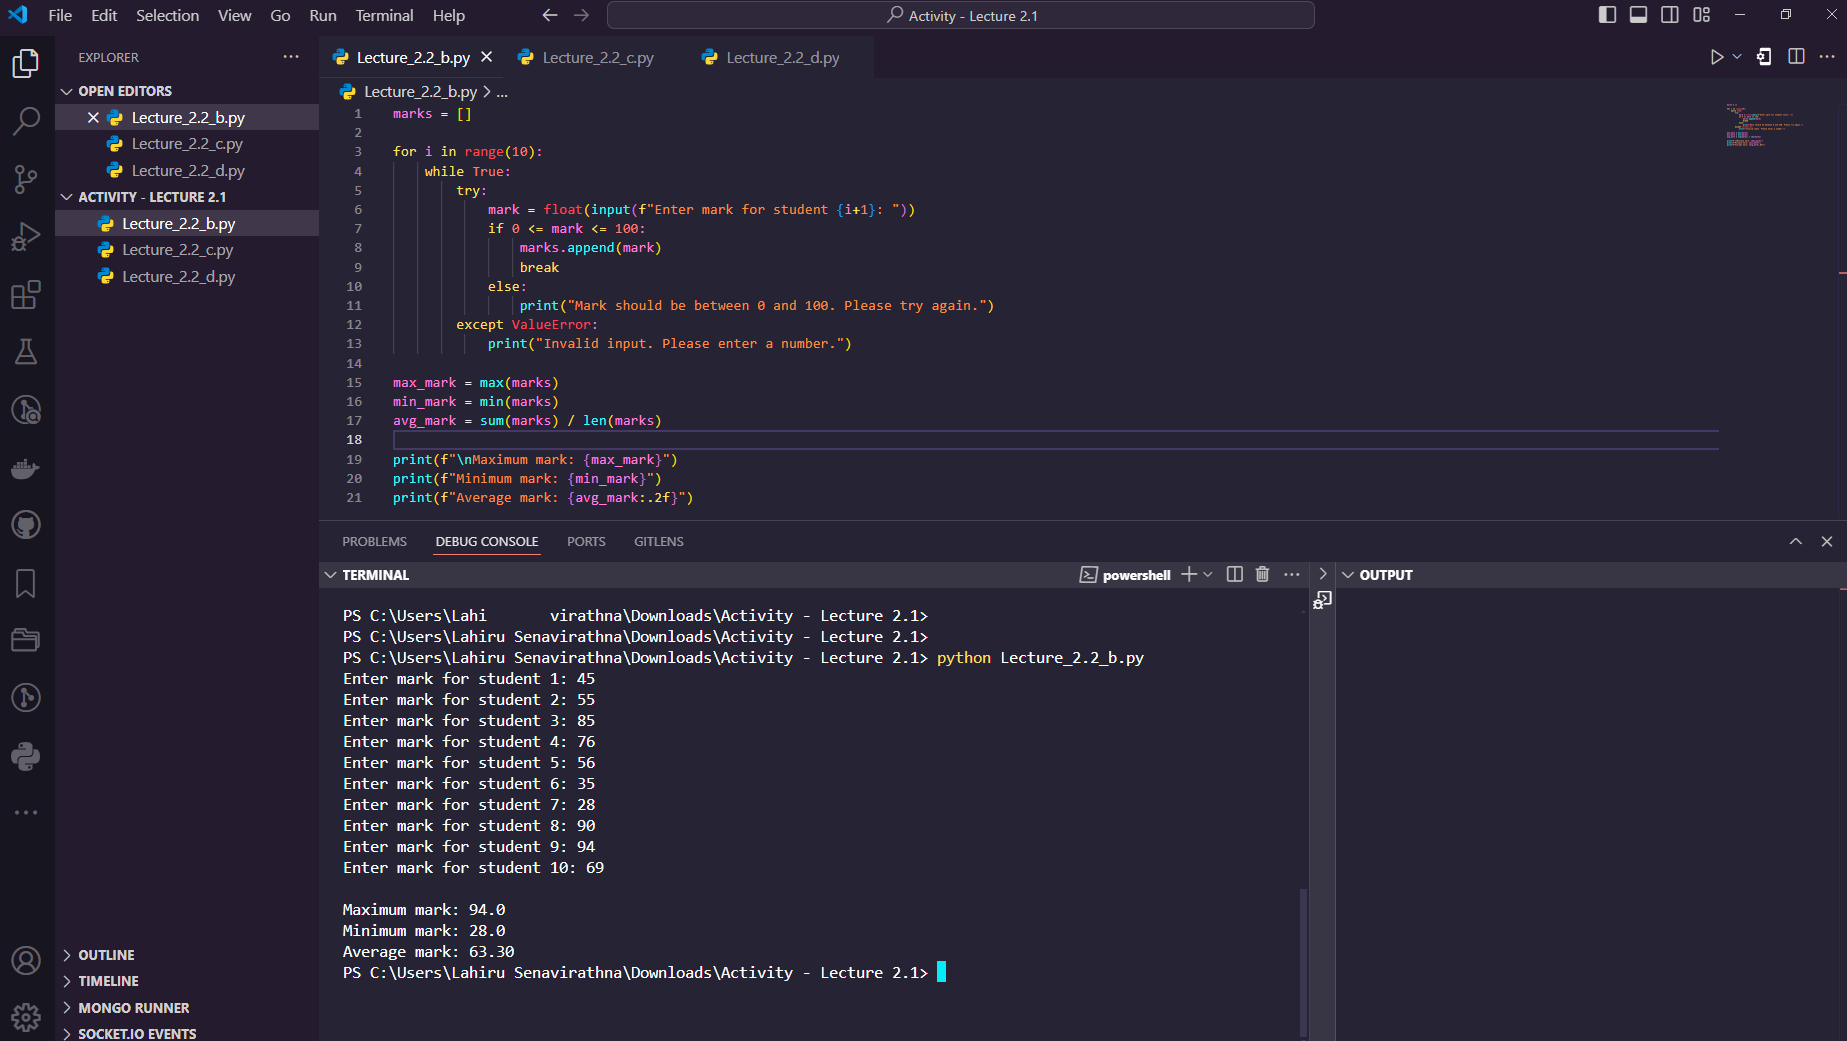 File Edit Selection View Go Run Terminal Help
Activity - Lecture 2.1
EXPLORER
OPEN EDITORS
Lecture_2.2_b.py
Lecture_2.2_c.py
Lecture_2.2_d.py
ACTIVITY - LECTURE 2.1
Lecture_2.2_b.py
Lecture_2.2_c.py
Lecture_2.2_d.py
OUTLINE
TIMELINE
MONGO RUNNER
SOCKET.IO EVENTS
Lecture_2.2_b.py Lecture_2.2_c.py Lecture_2.2_d.py
Lecture_2.2_b.py > ...
1 marks = []
2
3 for i in range(10):
4     while True:
5         try:
6             mark = float(input(f"Enter mark for student {i+1}: "))
7             if 0 <= mark <= 100:
8                 marks.append(mark)
9                 break
10             else:
11                 print("Mark should be between 0 and 100. Please try again.")
12         except ValueError:
13             print("Invalid input. Please enter a number.")
14
15 max_mark = max(marks)
16 min_mark = min(marks)
17 avg_mark = sum(marks) / len(marks)
18
19 print(f"\nMaximum mark: {max_mark}")
20 print(f"Minimum mark: {min_mark}")
21 print(f"Average mark: {avg_mark:.2f}")
PROBLEMS DEBUG CONSOLE PORTS GITLENS
TERMINAL powershell
PS C:\Users\Lahi       virathna\Downloads\Activity - Lecture 2.1>
PS C:\Users\Lahiru Senavirathna\Downloads\Activity - Lecture 2.1>
PS C:\Users\Lahiru Senavirathna\Downloads\Activity - Lecture 2.1> python Lecture_2.2_b.py
Enter mark for student 1: 45
Enter mark for student 2: 55
Enter mark for student 3: 85
Enter mark for student 4: 76
Enter mark for student 5: 56
Enter mark for student 6: 35
Enter mark for student 7: 28
Enter mark for student 8: 90
Enter mark for student 9: 94
Enter mark for student 10: 69

Maximum mark: 94.0
Minimum mark: 28.0
Average mark: 63.30
PS C:\Users\Lahiru Senavirathna\Downloads\Activity - Lecture 2.1>
OUTPUT